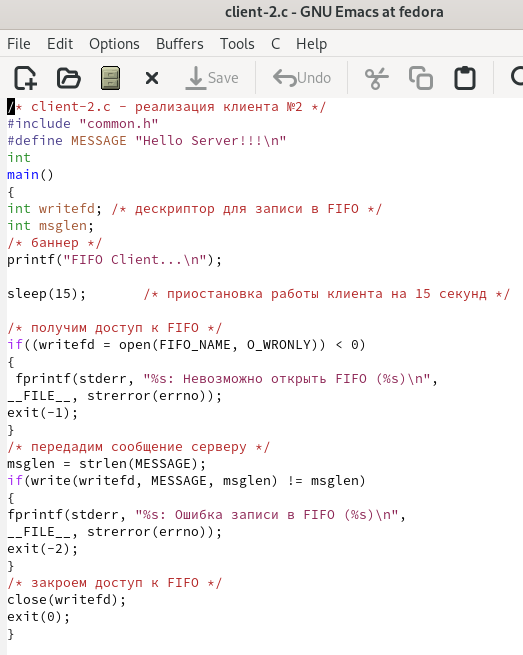 client-2.c - GNU Emacs at fedora
File Edit Options Buffers Tools C Help
Save Undo
/* client-2.c - реализация клиента №2 */
#include "common.h"
#define MESSAGE "Hello Server!!!\n"
int
main()
{
int writefd; /* дескриптор для записи в FIFO */
int msglen;
/* баннер */
printf("FIFO Client...\n");
sleep(15); /* приостановка работы клиента на 15 секунд */
/* получим доступ к FIFO */
if((writefd = open(FIFO_NAME, O_WRONLY)) < 0)
{
fprintf(stderr, "%s: Невозможно открыть FIFO (%s)\n",
__FILE__, strerror(errno));
exit(-1);
}
/* передадим сообщение серверу */
msglen = strlen(MESSAGE);
if(write(writefd, MESSAGE, msglen) != msglen)
{
fprintf(stderr, "%s: Ошибка записи в FIFO (%s)\n",
__FILE__, strerror(errno));
exit(-2);
}
/* закроем доступ к FIFO */
close(writefd);
exit(0);
}